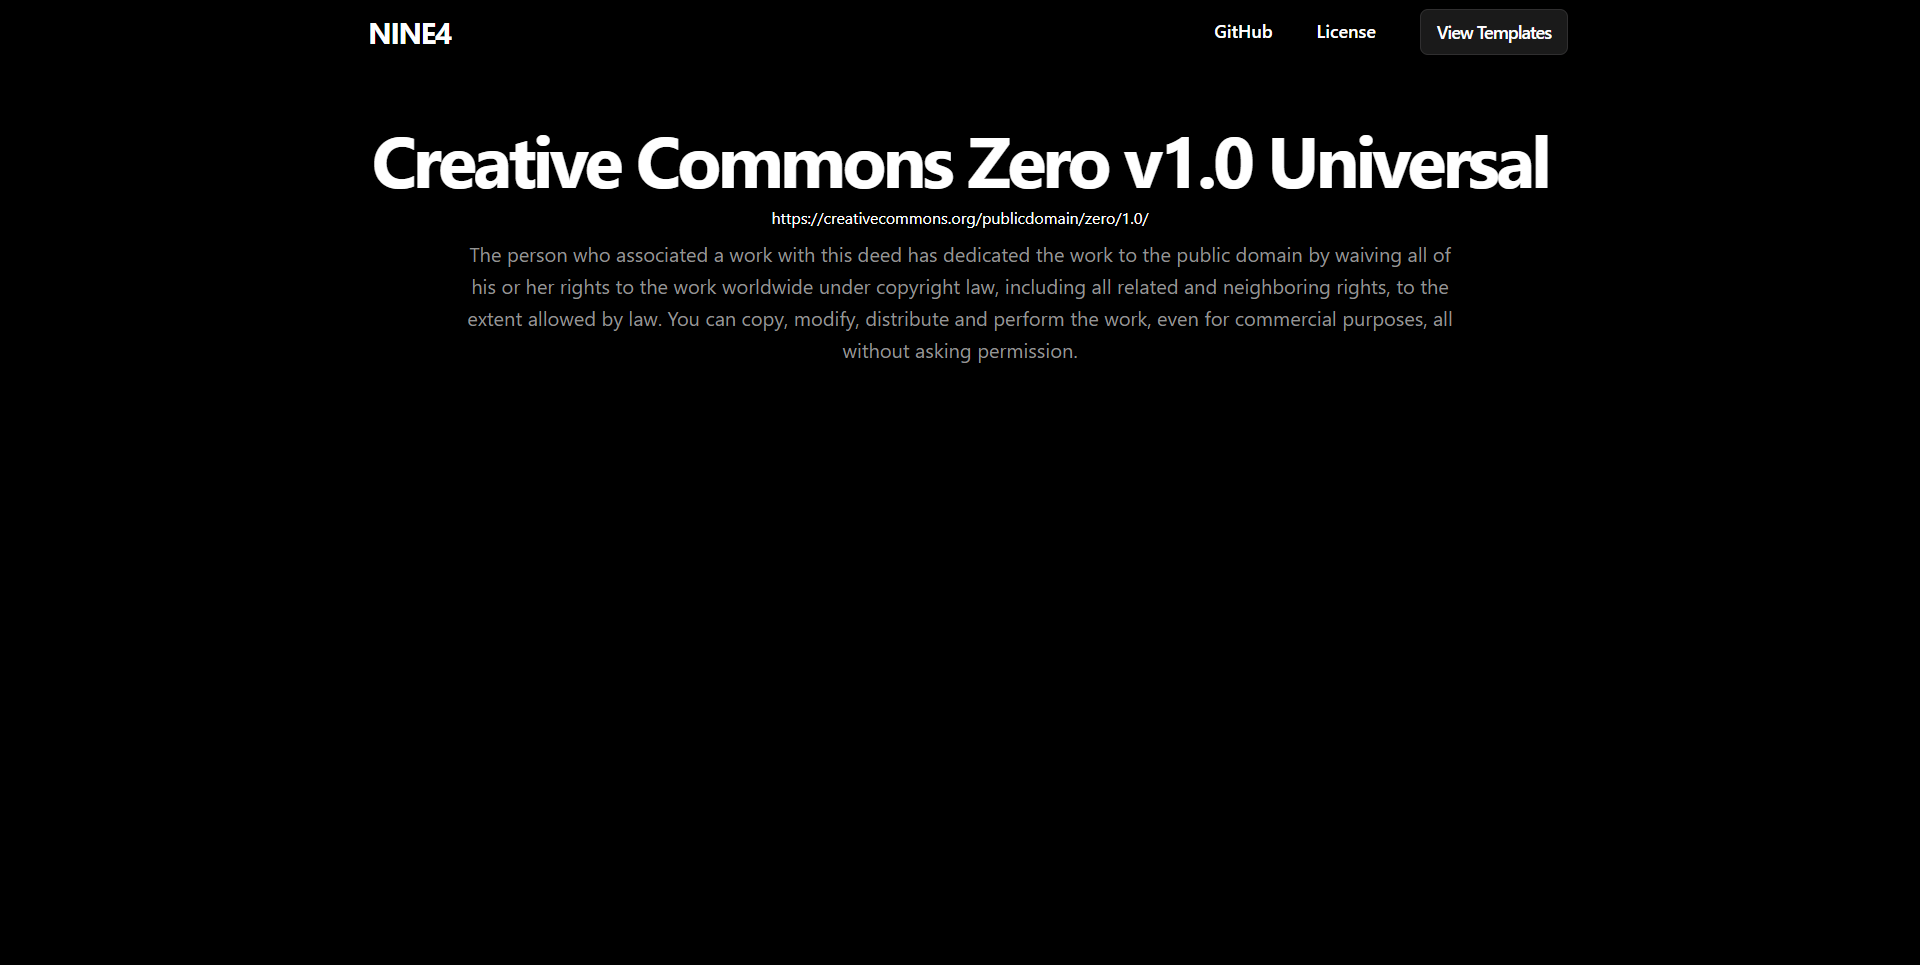 NINE4
GitHub
License
View Templates
Creative Commons Zero v1.0 Universal
https://creativecommons.org/publicdomain/zero/1.0/
The person who associated a work with this deed has dedicated the work to the public domain by waiving all of
his or her rights to the work worldwide under copyright law, including all related and neighboring rights, to the
extent allowed by law. You can copy, modify, distribute and perform the work, even for commercial purposes, all
without asking permission.